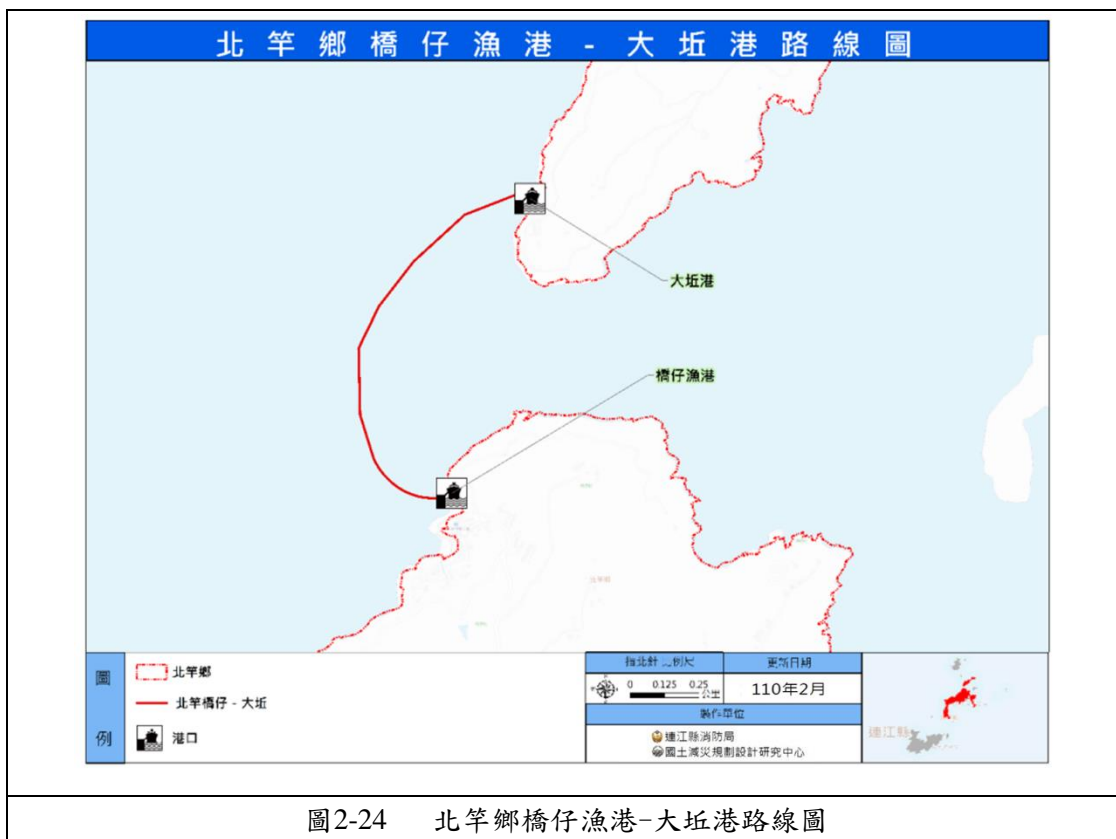 北竿鄉橋仔漁港-大坵港路線圖
大坵港
橋仔漁港
圖例
北竿鄉
北竿橋仔 - 大坵
港口
指北針 比例尺
0 0.125 0.25
公里
更新日期
110年2月
製作單位
連江縣消防局
國土減災規劃設計研究中心
連江縣
圖2-24 北竿鄉橋仔漁港-大坵港路線圖